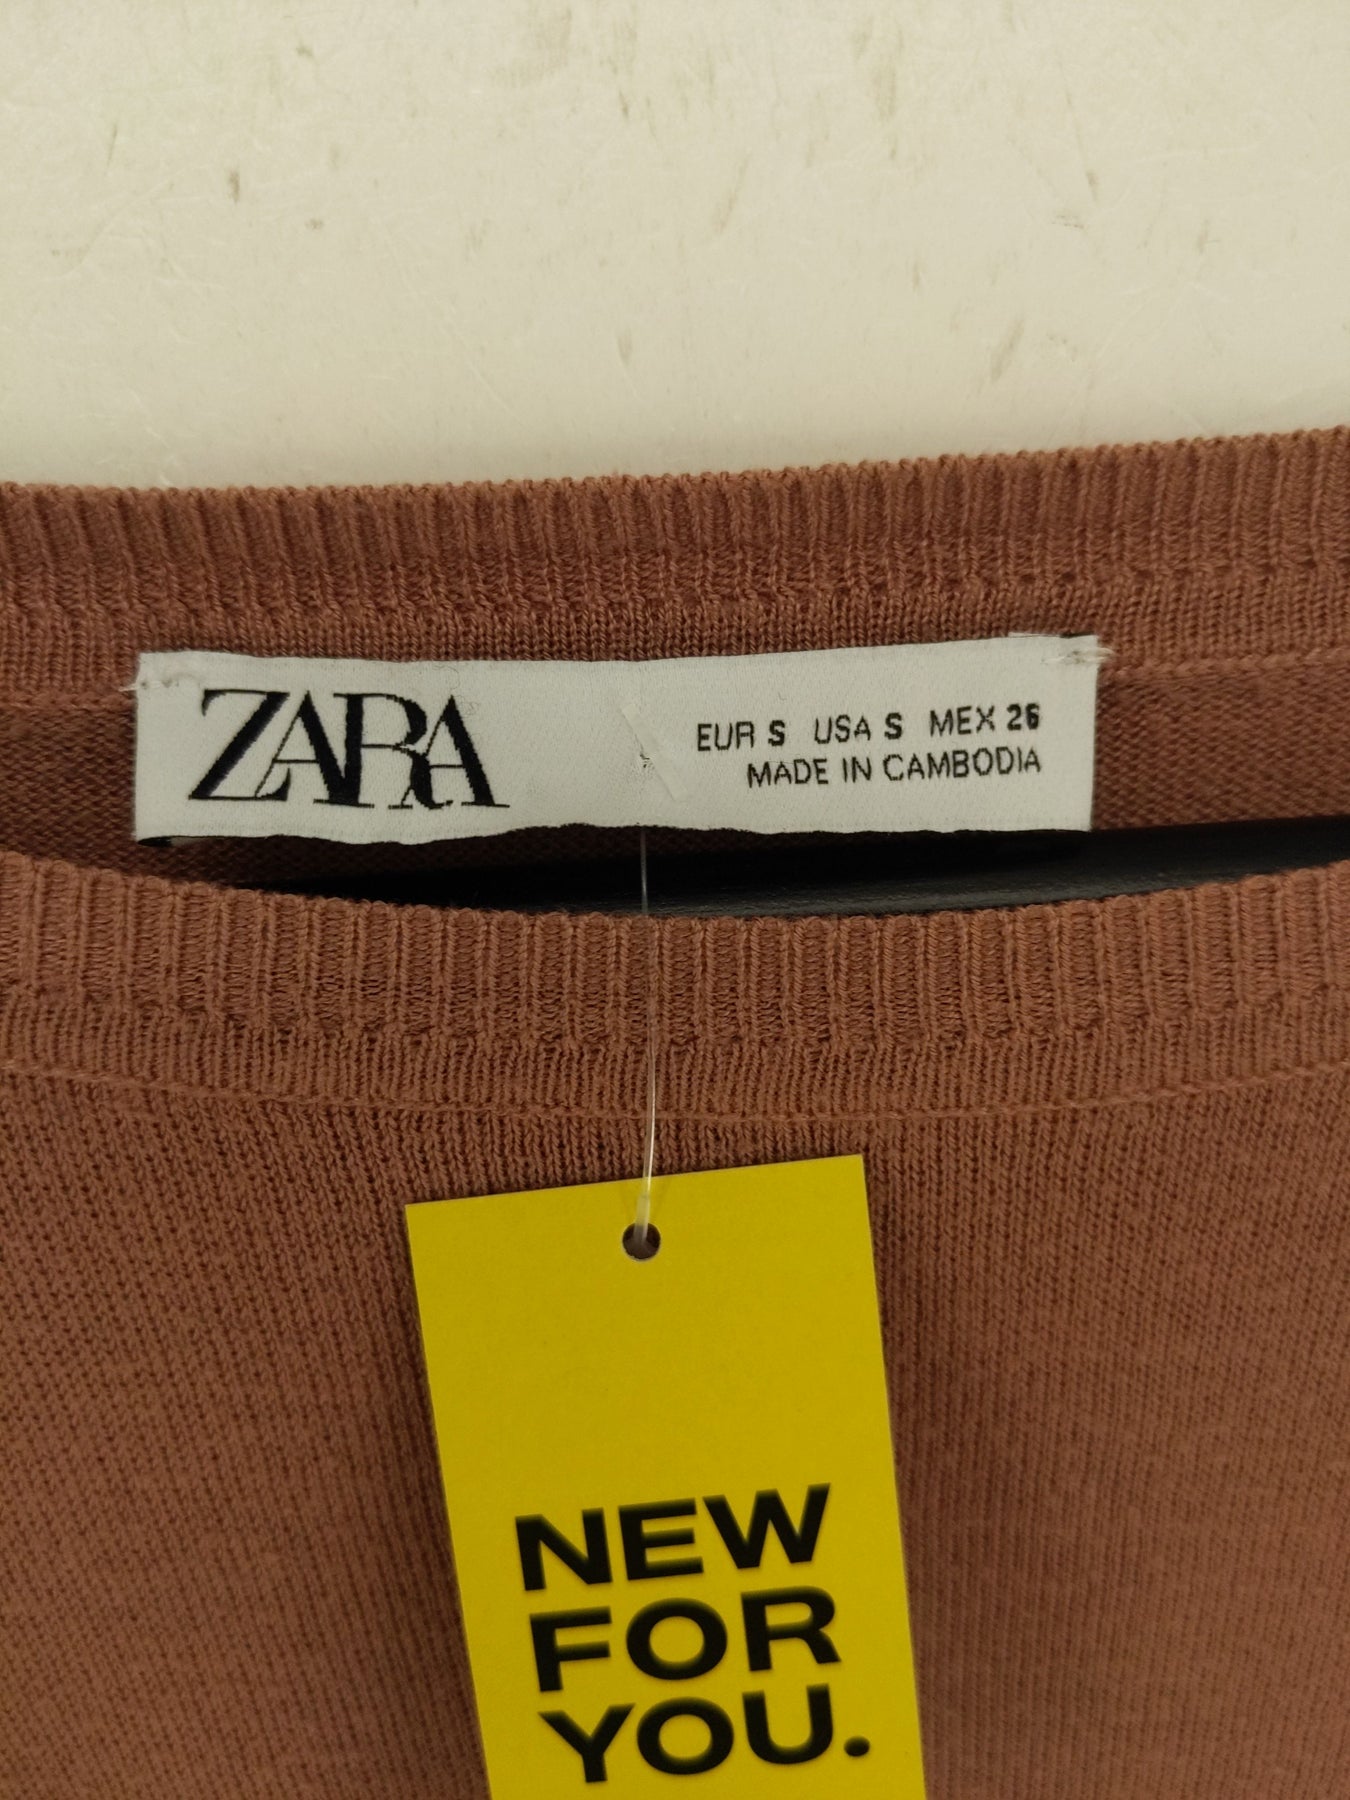 ZARA
EUR S USA S MEX 26
MADE IN CAMBODIA
NEW
FOR
YOU.